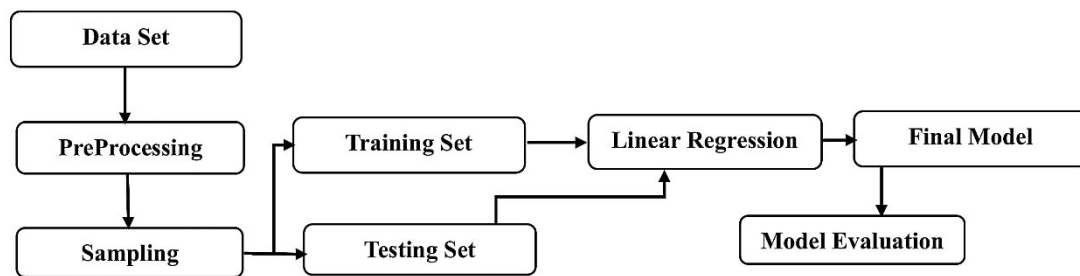 Data Set
PreProcessing
Sampling
Training Set
Testing Set
Linear Regression
Final Model
Model Evaluation